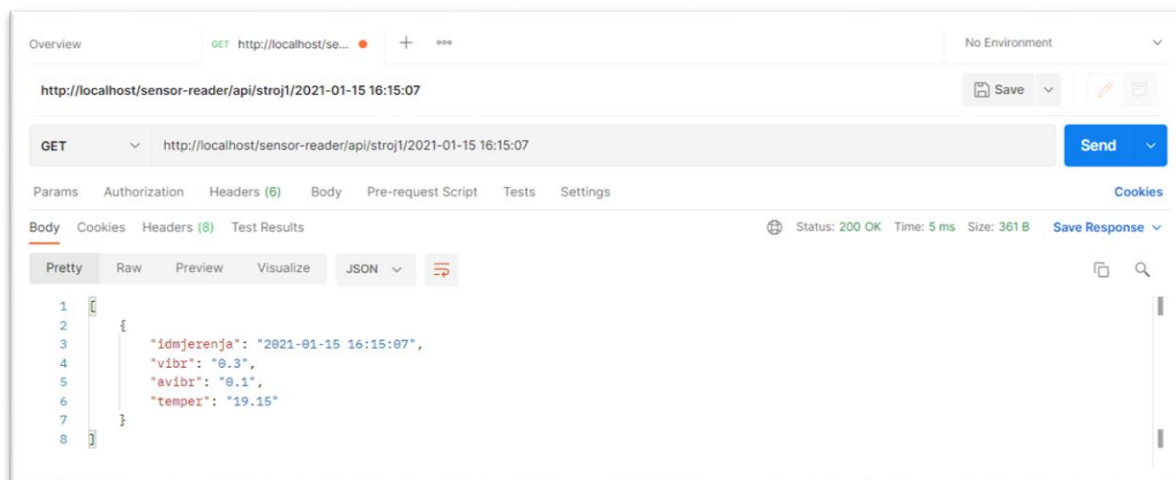 Overview GET http://localhost/se... No Environment
http://localhost/sensor-reader/api/stroj1/2021-01-15 16:15:07 Save
GET http://localhost/sensor-reader/api/stroj1/2021-01-15 16:15:07 Send
Params Authorization Headers (6) Body Pre-request Script Tests Settings Cookies
Body Cookies Headers (8) Test Results Status: 200 OK Time: 5 ms Size: 361 B Save Response
Pretty Raw Preview Visualize JSON
1 [
2 {
3 "idmjerenja": "2021-01-15 16:15:07",
4 "vibr": "0.3",
5 "avibr": "0.1",
6 "temper": "19.15"
7 }
8 ]